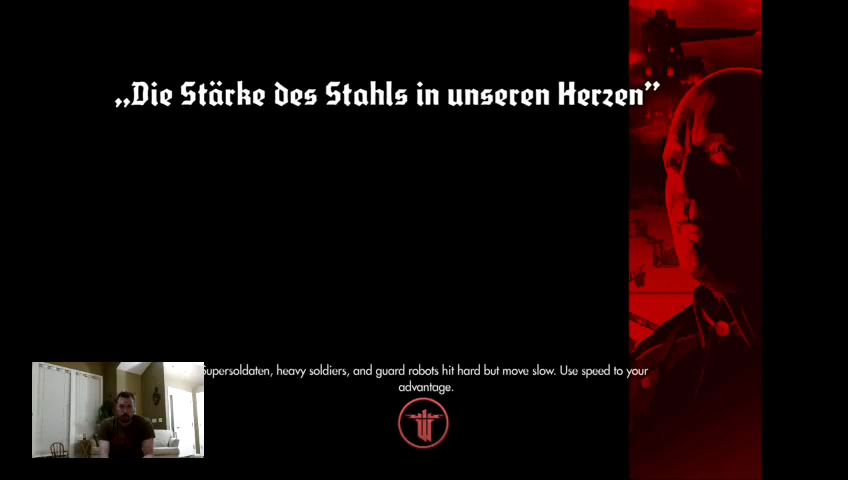 „Die Stärke des Stahls in unseren Herzen”
Supersoldaten, heavy soldiers, and guard robots hit hard but move slow. Use speed to your
advantage.